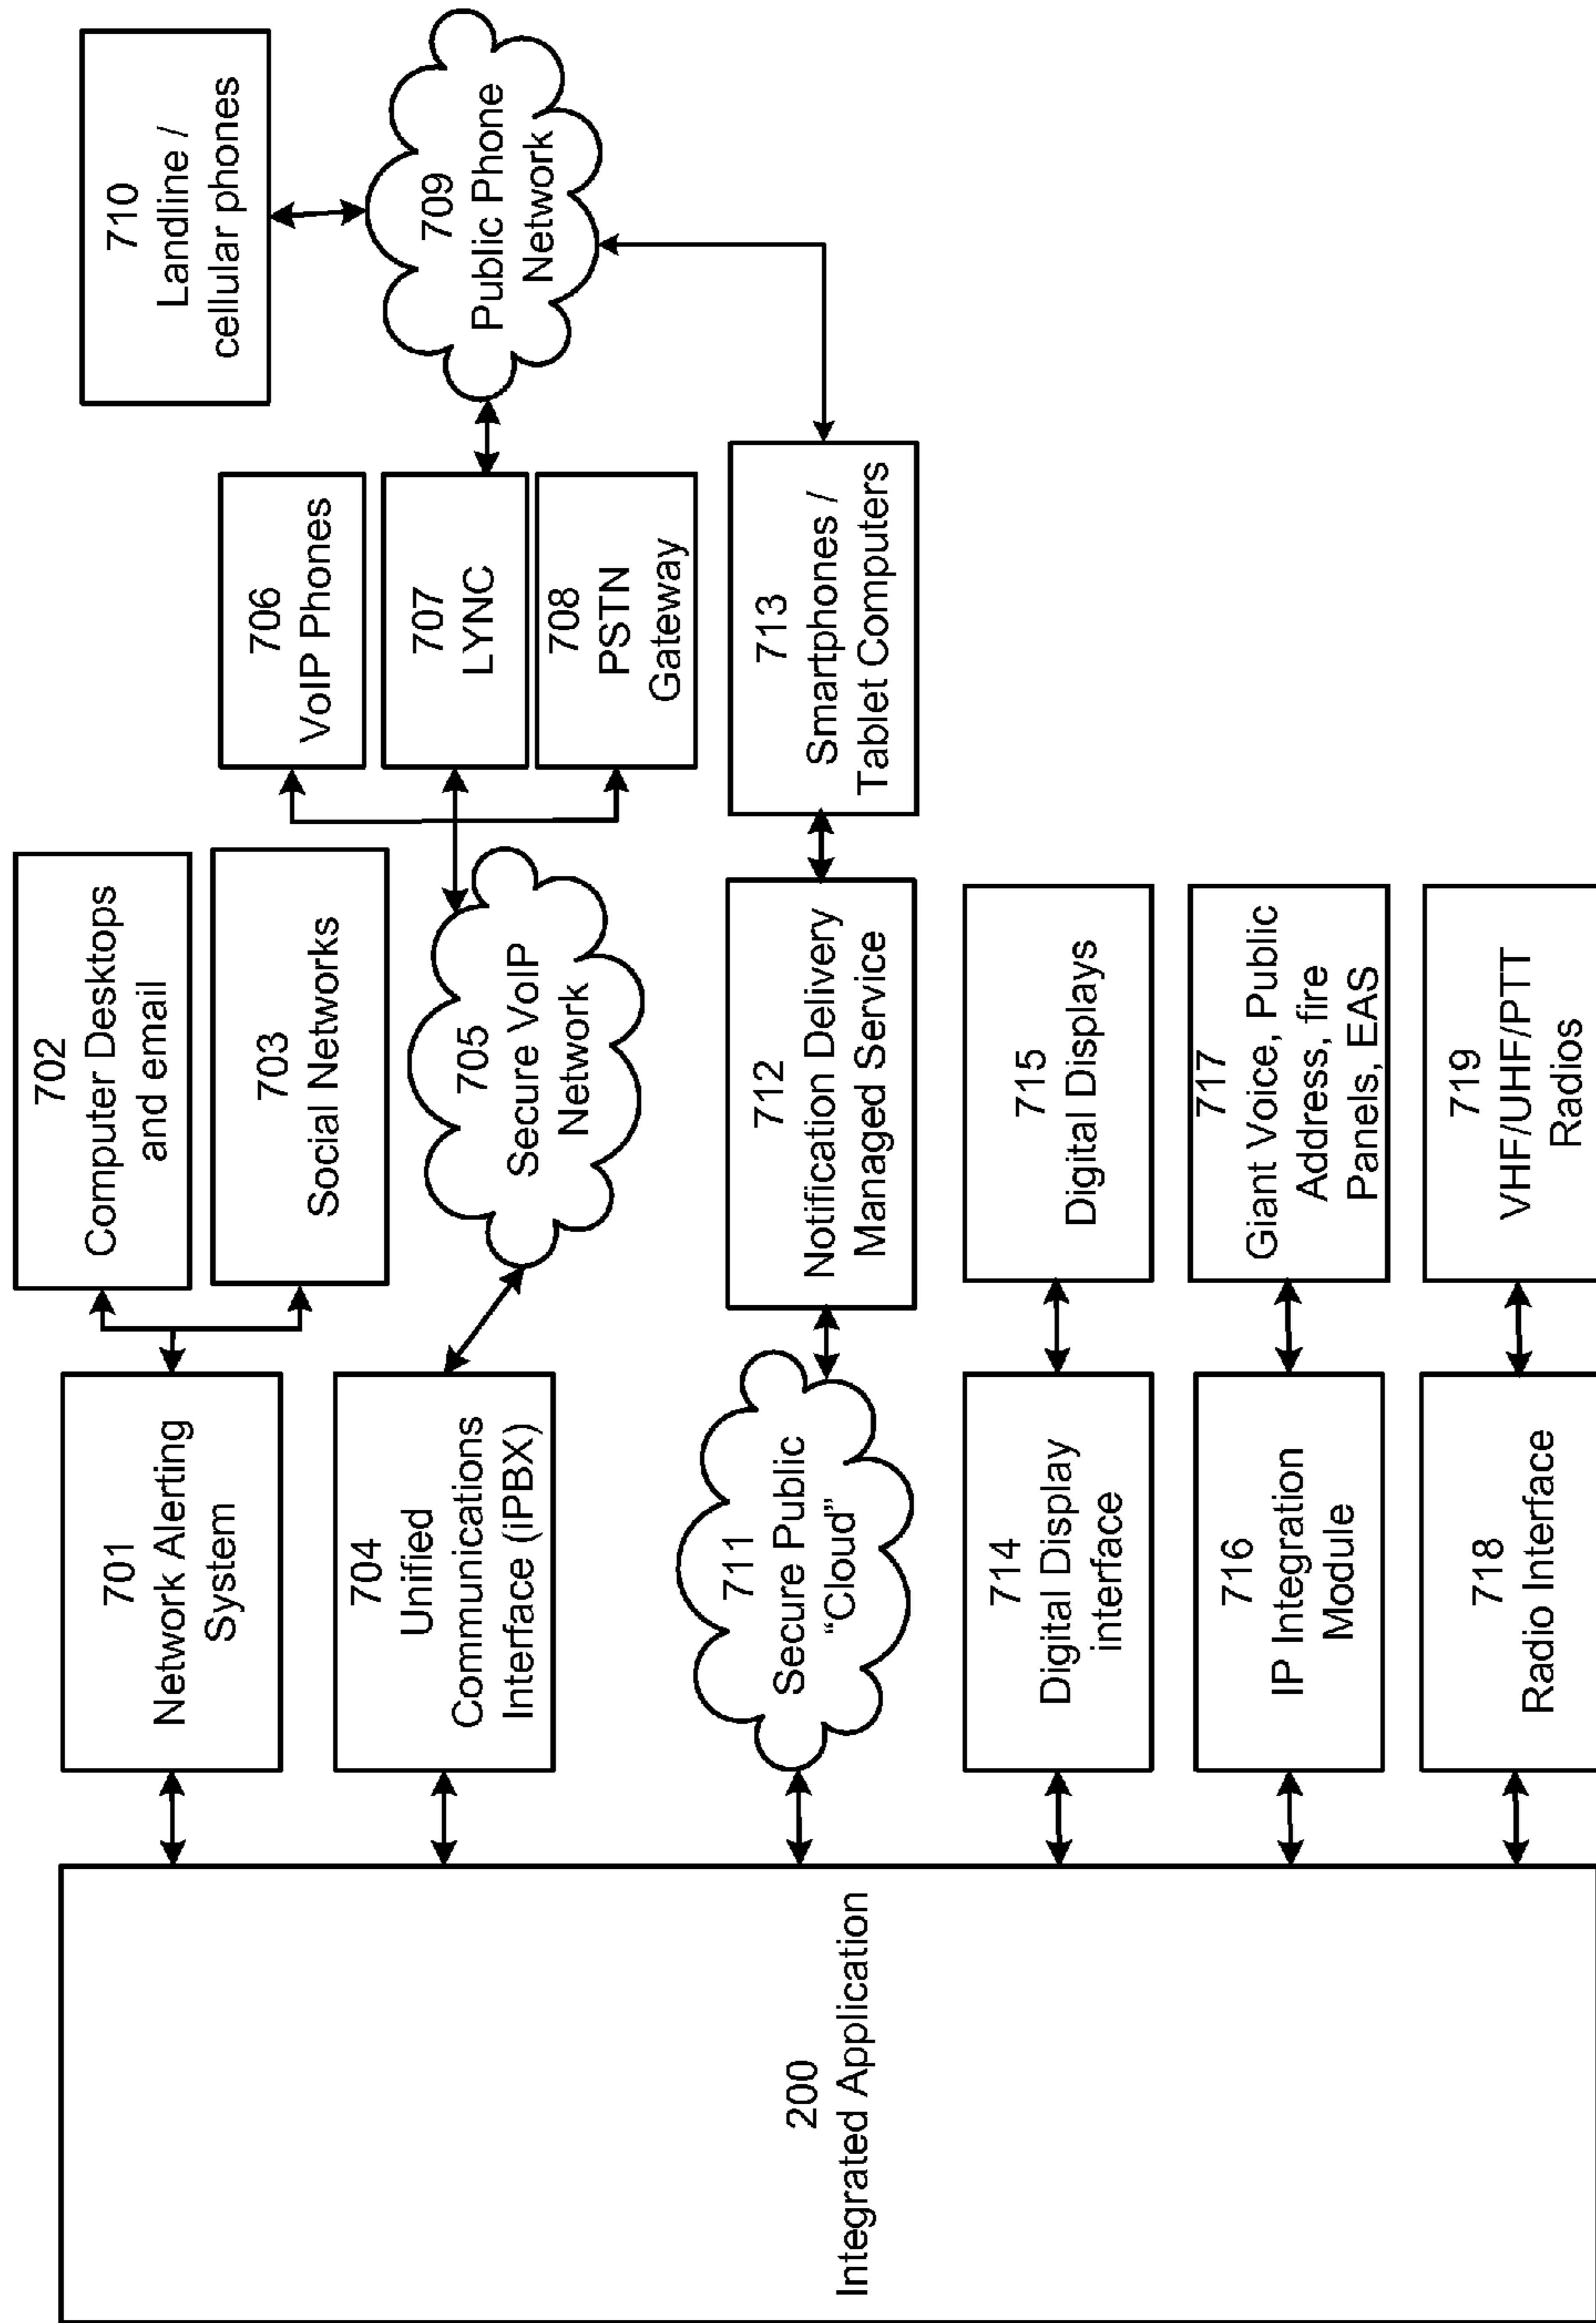 200
Integrated Application
701
Network Alerting
System
702
Computer Desktops
and email
703
Social Networks
704
Unified
Communications
Interface (iPBX)
705
Secure VoIP
Network
706
VoIP Phones
707
LYNC
708
PSTN
Gateway
709
Public Phone
Network
710
Landline /
cellular phones
711
Secure Public
“Cloud”
712
Notification Delivery
Managed Service
713
Smartphones /
Tablet Computers
714
Digital Display
interface
715
Digital Displays
716
IP Integration
Module
717
Giant Voice, Public
Address, fire
Panels, EAS
718
Radio Interface
719
VHF/UHF/PTT
Radios